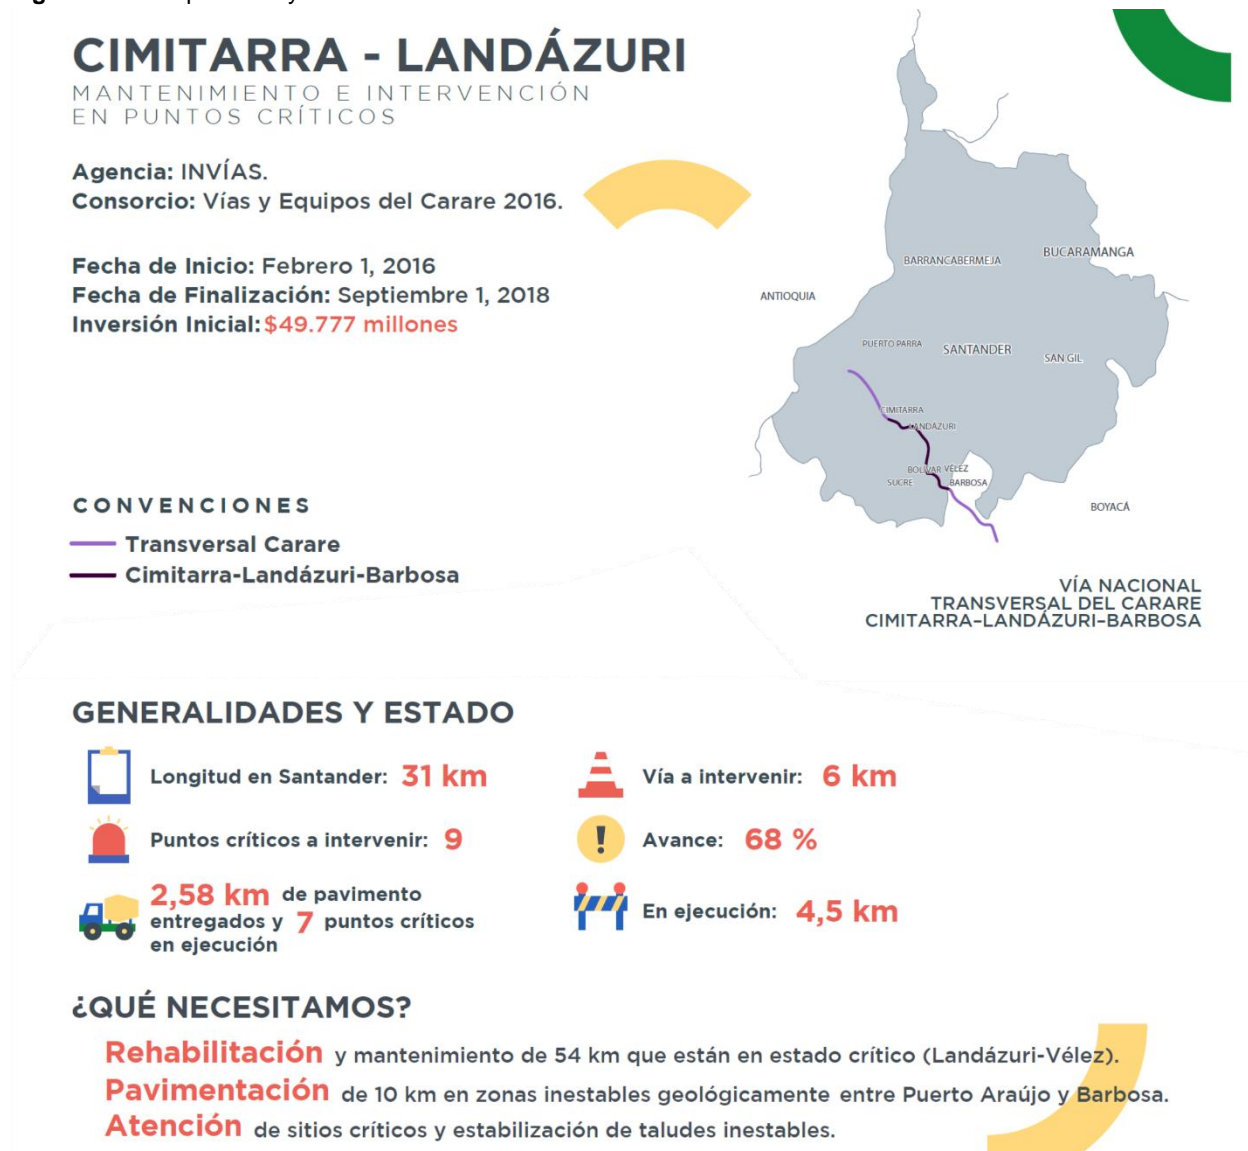 CIMITARRA - LANDÁZURI
MANTENIMIENTO E INTERVENCIÓN
EN PUNTOS CRÍTICOS
Agencia: INVÍAS.
Consorcio: Vías y Equipos del Carare 2016.
Fecha de Inicio: Febrero 1, 2016
Fecha de Finalización: Septiembre 1, 2018
Inversión Inicial: $49.777 millones
CONVENCIONES
Transversal Carare
Cimitarra-Landázuri-Barbosa
BUCARAMANGA
BARRANCABERMEJA
ANTIOQUIA
PUERTO PARRA
SANTANDER
SAN GIL
CIMITARRA
LANDÁZURI
BOLÍVAR
VÉLEZ
SUCRE
BARBOSA
BOYACÁ
VÍA NACIONAL
TRANSVERSAL DEL CARARE
CIMITARRA-LANDÁZURI-BARBOSA
GENERALIDADES Y ESTADO
Longitud en Santander: 31 km
Vía a intervenir: 6 km
Puntos críticos a intervenir: 9
Avance: 68 %
2,58 km de pavimento
entregados y 7 puntos críticos
en ejecución
En ejecución: 4,5 km
¿QUÉ NECESITAMOS?
Rehabilitación y mantenimiento de 54 km que están en estado crítico (Landázuri-Vélez).
Pavimentación de 10 km en zonas inestables geológicamente entre Puerto Araújo y Barbosa.
Atención de sitios críticos y estabilización de taludes inestables.